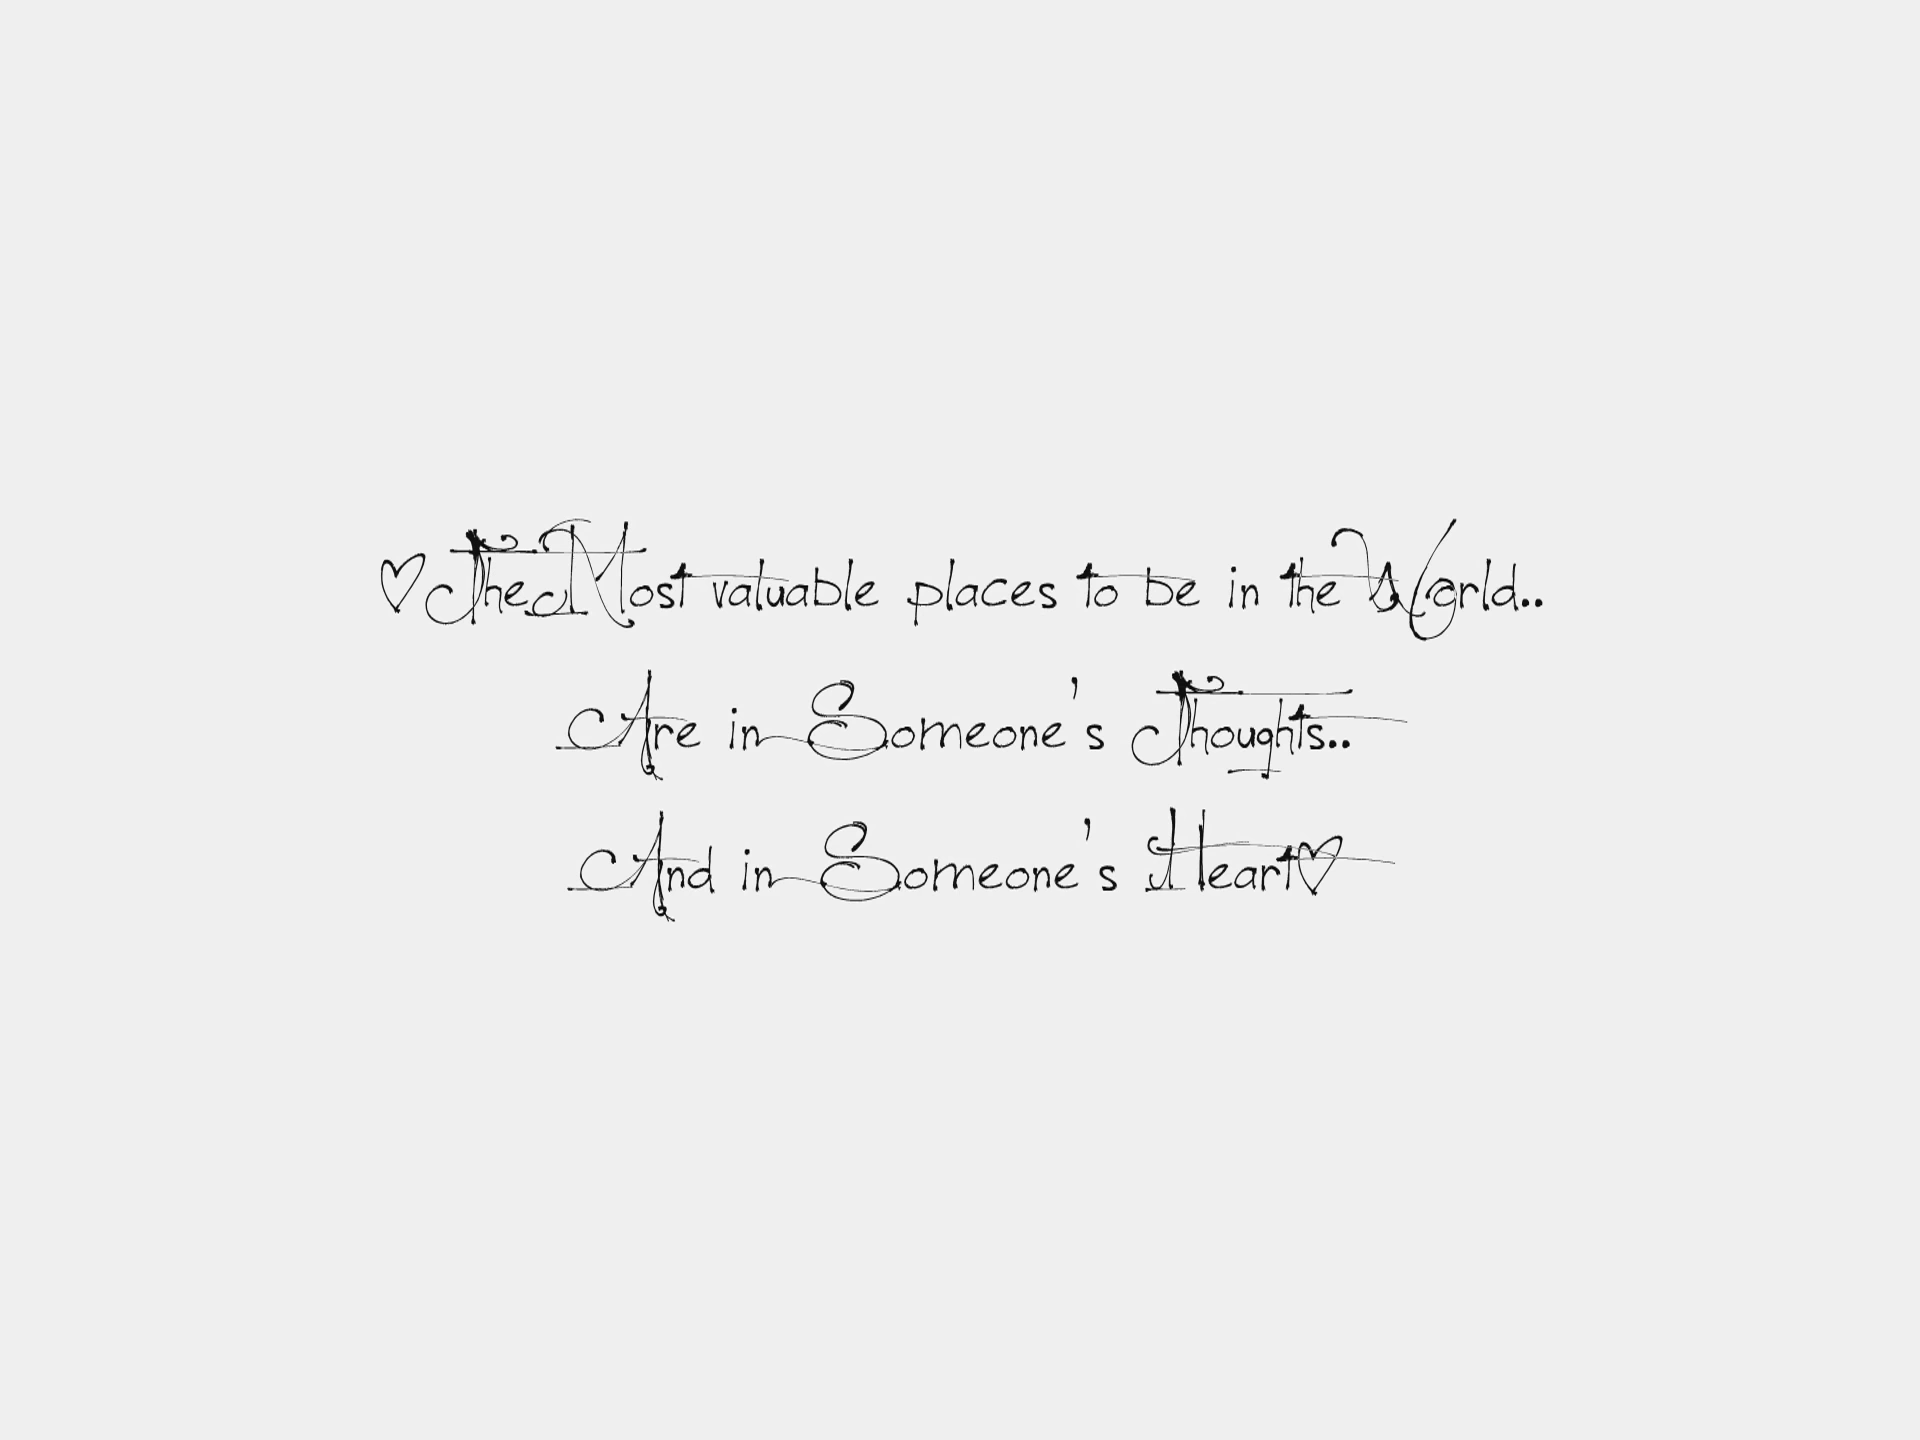 ♡The Most valuable places to be in the World..
Are in Someone's Thoughts..
And in Someone's Heart♡